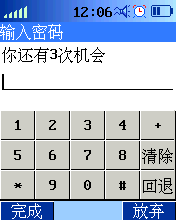 12:06
输入密码
你还有3次机会
1 2 3 4 +
5 6 7 8 清除
* 9 0 # 回退
完成 放弃